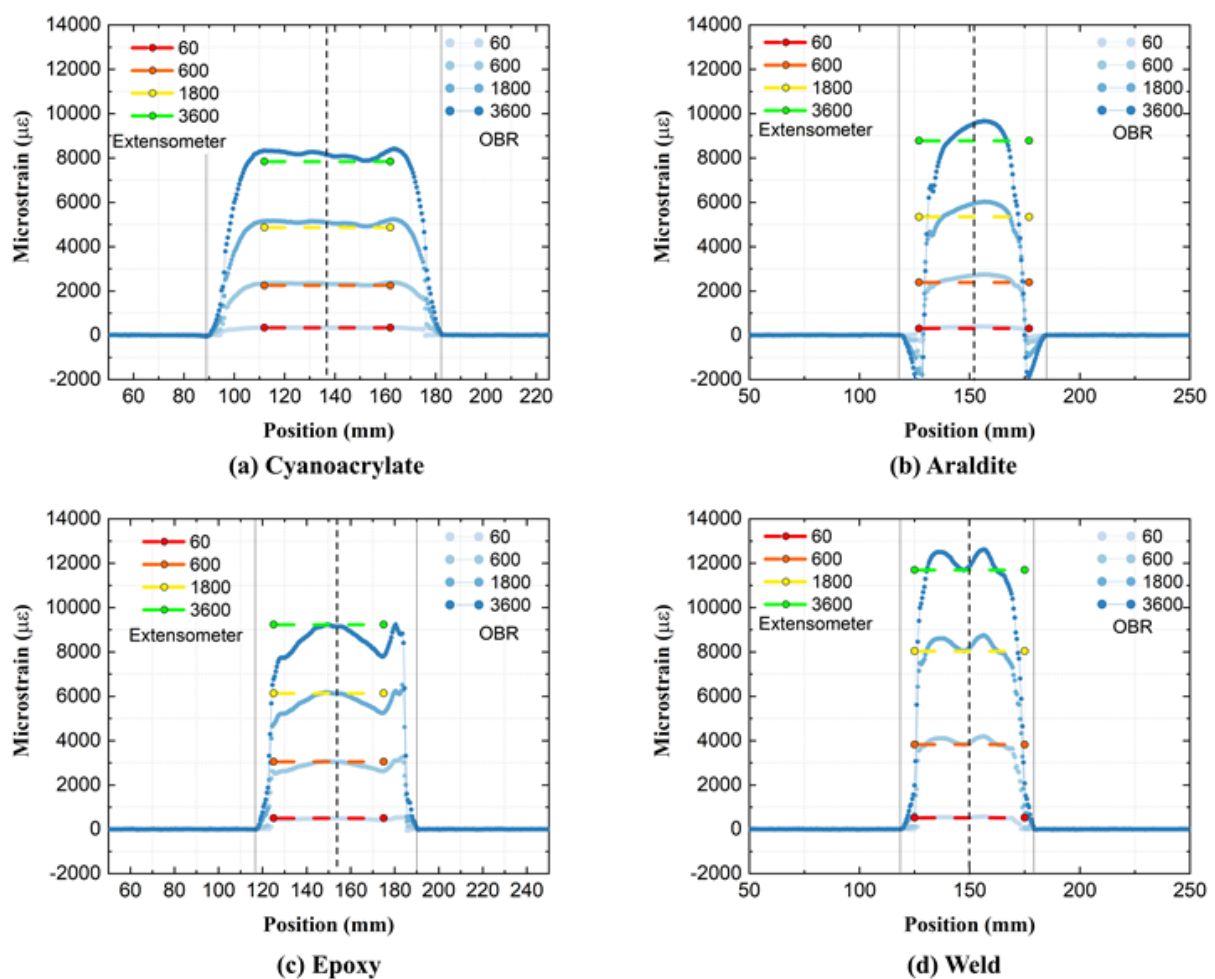 14000
12000
10000
8000
6000
4000
2000
0
-2000
Microstrain (με)
60
600
1800
3600
Extensometer
60
600
1800
3600
OBR
60 80 100 120 140 160 180 200 220
Position (mm)
(a) Cyanoacrylate
14000
12000
10000
8000
6000
4000
2000
0
-2000
Microstrain (με)
60
600
1800
3600
Extensometer
60
600
1800
3600
OBR
50 100 150 200 250
Position (mm)
(b) Araldite
14000
12000
10000
8000
6000
4000
2000
0
-2000
Microstrain (με)
60
600
1800
3600
Extensometer
60
600
1800
3600
OBR
60 80 100 120 140 160 180 200 220 240
Position (mm)
(c) Epoxy
14000
12000
10000
8000
6000
4000
2000
0
-2000
Microstrain (με)
60
600
1800
3600
Extensometer
60
600
1800
3600
OBR
50 100 150 200 250
Position (mm)
(d) Weld